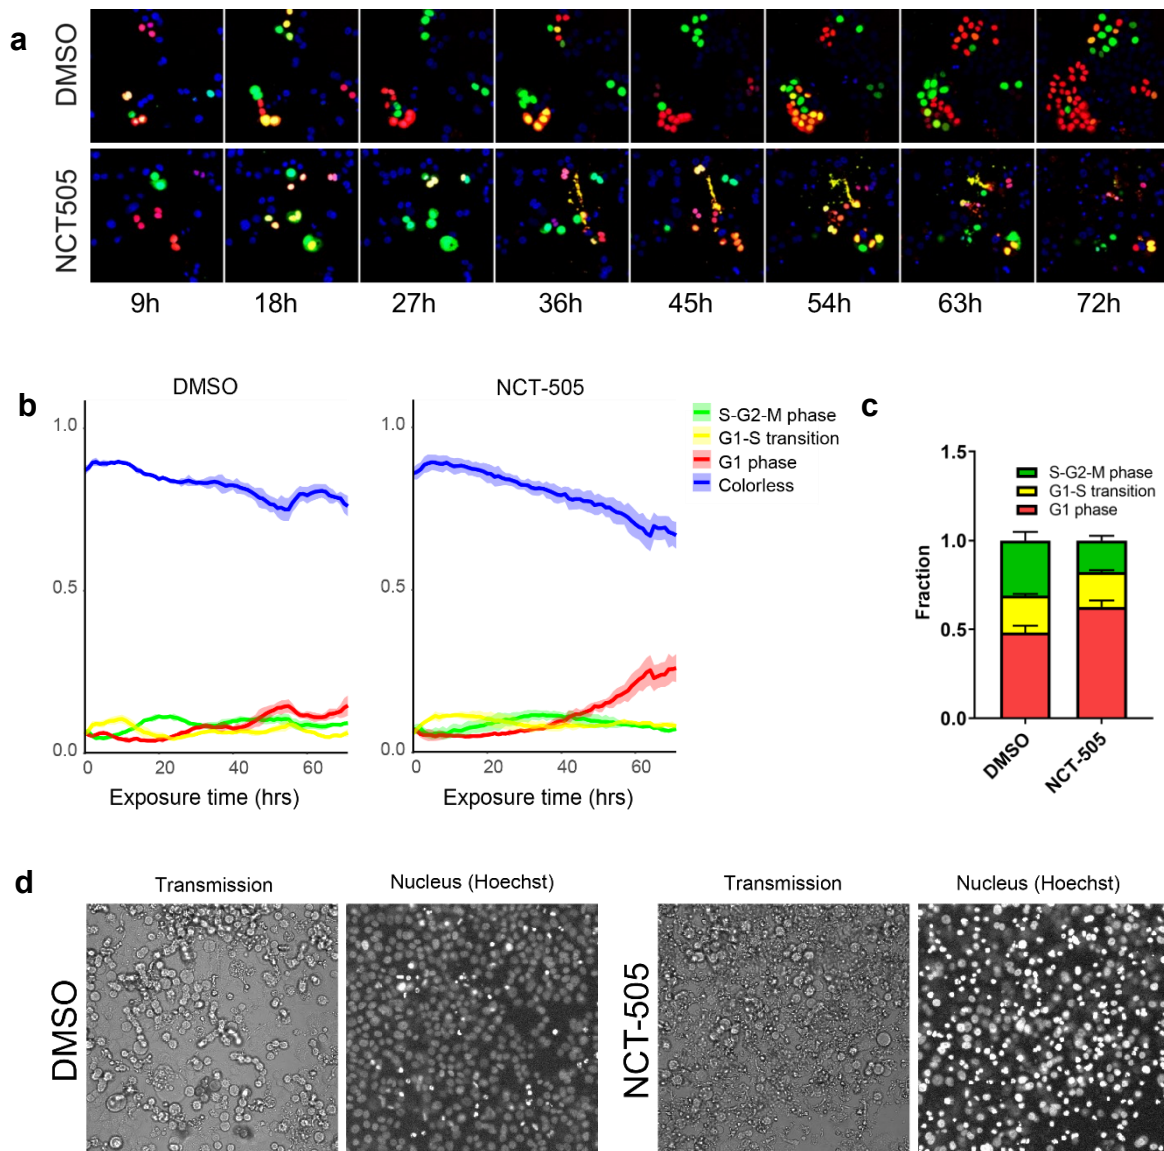 a
DMSO
NCT505
9h 18h 27h 36h 45h 54h 63h 72h
b
DMSO
1.0
0.5
0.0
0 20 40 60
Exposure time (hrs)
NCT-505
1.0
0.5
0.0
0 20 40 60
Exposure time (hrs)
S-G2-M phase
G1-S transition
G1 phase
Colorless
c
1.5
1.0
0.5
0.0
Fraction
S-G2-M phase
G1-S transition
G1 phase
DMSO
NCT-505
d
Transmission
Nucleus (Hoechst)
Transmission
Nucleus (Hoechst)
DMSO
NCT-505